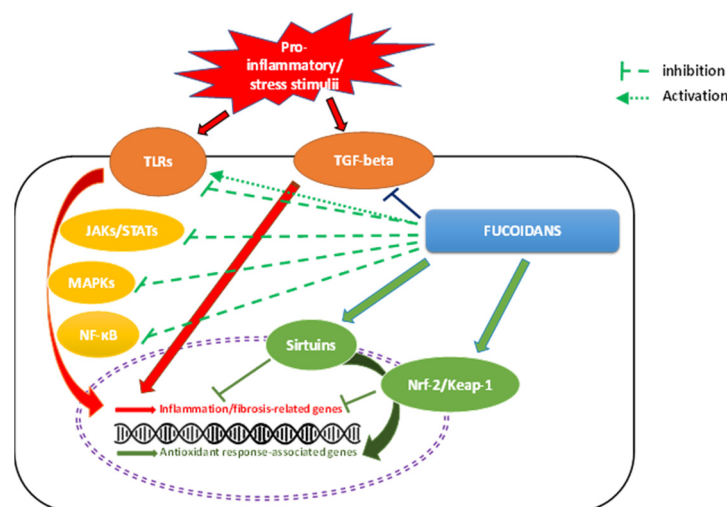 Pro-
inflammatory/
stress stimulii
inhibition
Activation
TLRs
TGF-beta
JAKs/STATs
FUCOIDANS
MAPKs
NF-κB
Sirtuins
Nrf-2/Keap-1
Inflammation/fibrosis-related genes
Antioxidant response-associated genes